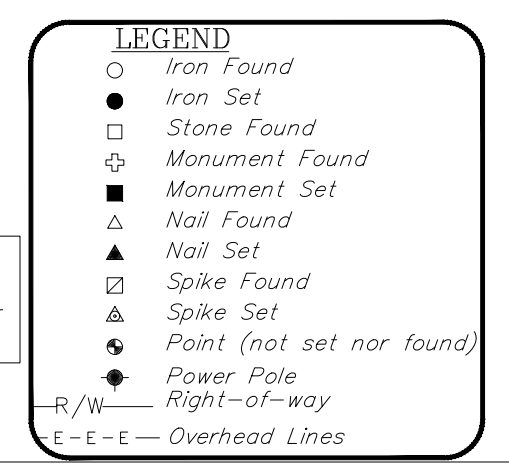 LEGEND
Iron Found
Iron Set
Stone Found
Monument Found
Monument Set
Nail Found
Nail Set
Spike Found
Spike Set
Point (not set nor found)
Power Pole
R/W Right-of-way
E-E-E Overhead Lines